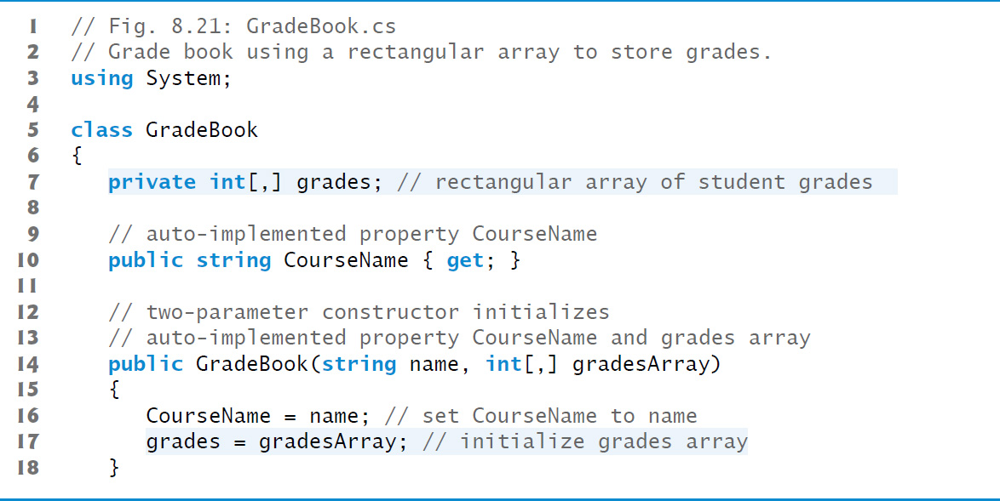 1 // Fig. 8.21: GradeBook.cs
2 // Grade book using a rectangular array to store grades.
3 using System;
4
5 class GradeBook
6 {
7 private int[,] grades; // rectangular array of student grades
8
9 // auto-implemented property CourseName
10 public string CourseName { get; }
11
12 // two-parameter constructor initializes
13 // auto-implemented property CourseName and grades array
14 public GradeBook(string name, int[,] gradesArray)
15 {
16 CourseName = name; // set CourseName to name
17 grades = gradesArray; // initialize grades array
18 }